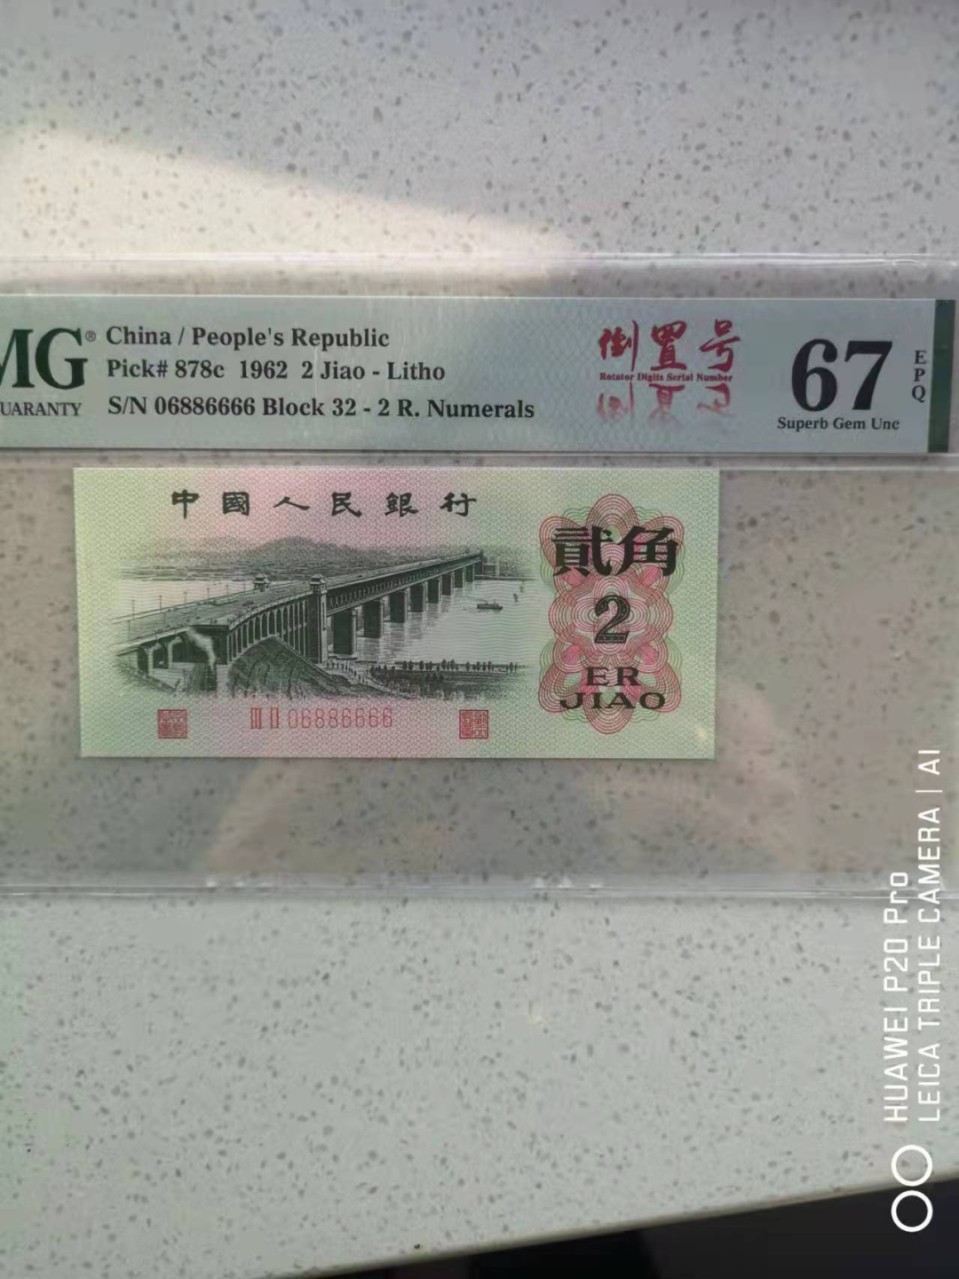 MG® China / People's Republic
Pick# 878c 1962 2 Jiao - Litho
UARANTY S/N 06886666 Block 32 - 2 R. Numerals
倒置号
Rotator Digits Serial Number
67
EPQ
Superb Gem Unc
中國人民銀行
貳角
2
ER
JIAO
III II 06886666
HUAWEI P20 Pro
LEICA TRIPLE CAMERA | AI